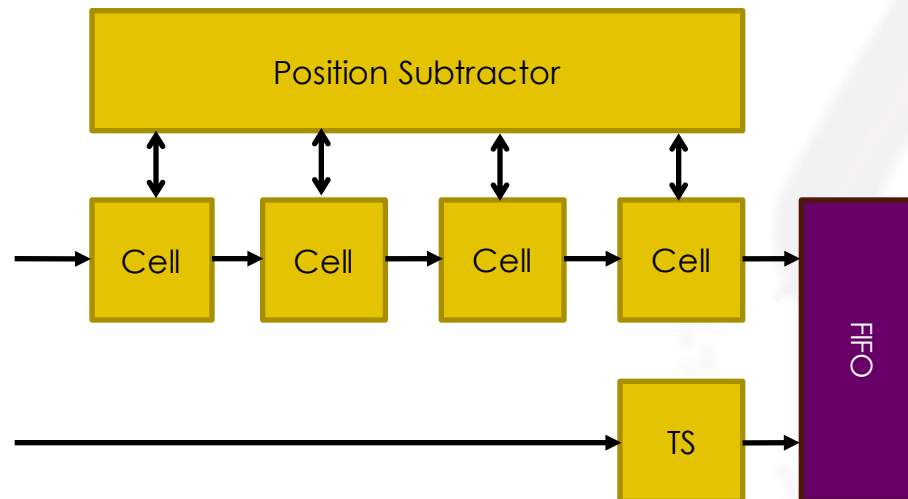 Position Subtractor
Cell
Cell
Cell
Cell
FIFO
TS